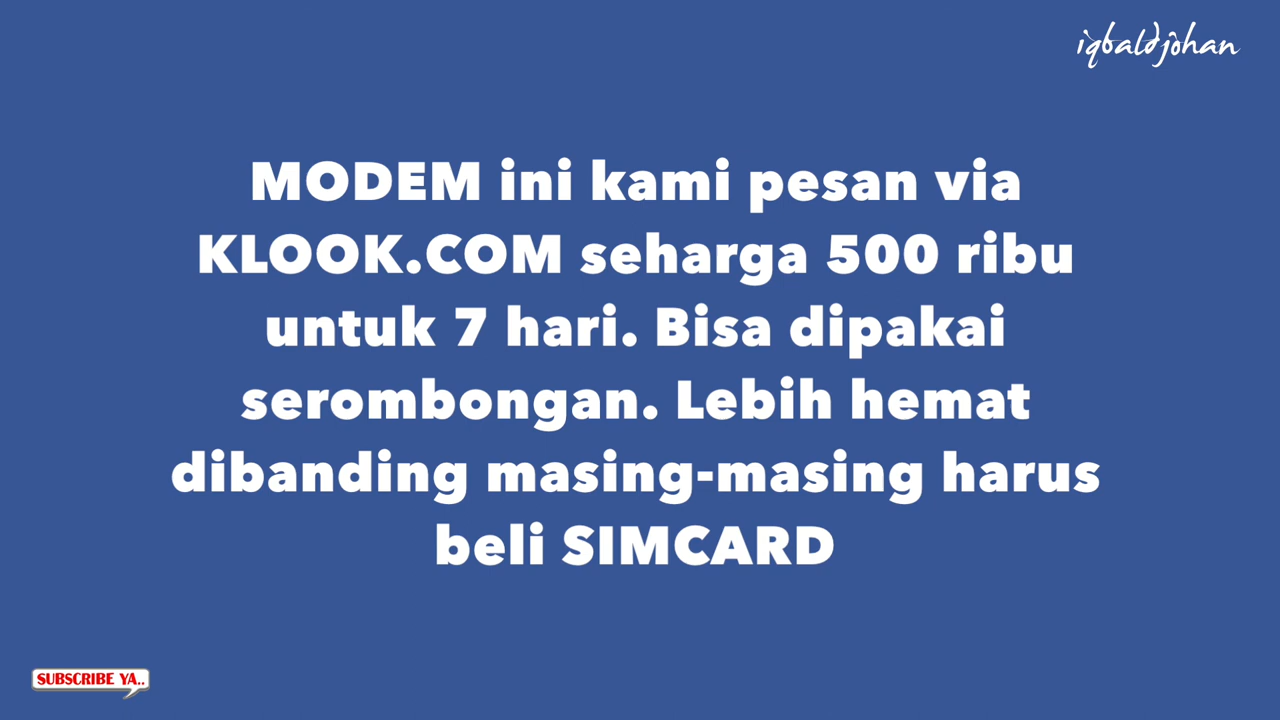 iqbaldjohan
MODEM ini kami pesan via
KLOOK.COM seharga 500 ribu
untuk 7 hari. Bisa dipakai
serombongan. Lebih hemat
dibanding masing-masing harus
beli SIMCARD
SUBSCRIBE YA..